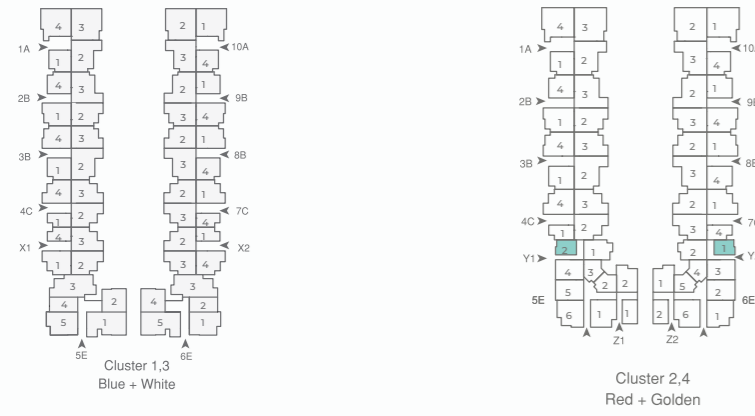 4 3 2 1
1A 10A
1 2 3 4
4 3 2 1
2B 9B
1 2 3 4
4 3 2 1
3B 8B
1 2 3 4
4 3 2 1
4C 7C
1 2 3 4
4 3 2 1
X1 X2
1 2 3 4
3 3
4 2 4 2
5 1 5 1
5E 6E
Cluster 1,3
Blue + White
4 3 2 1
1A
1 2 3 4
4 3 2 1
2B
1 2 3 4
4 3 2 1
3B
1 2 3 4
4 3 2 1
4C
1 2 3 4
2 1 2 1
Y1
4 3 4 3
5 2 2 1 5 2
5E 6E
6 1 1 2 6 1
Z1 Z2
Cluster 2,4
Red + Golden